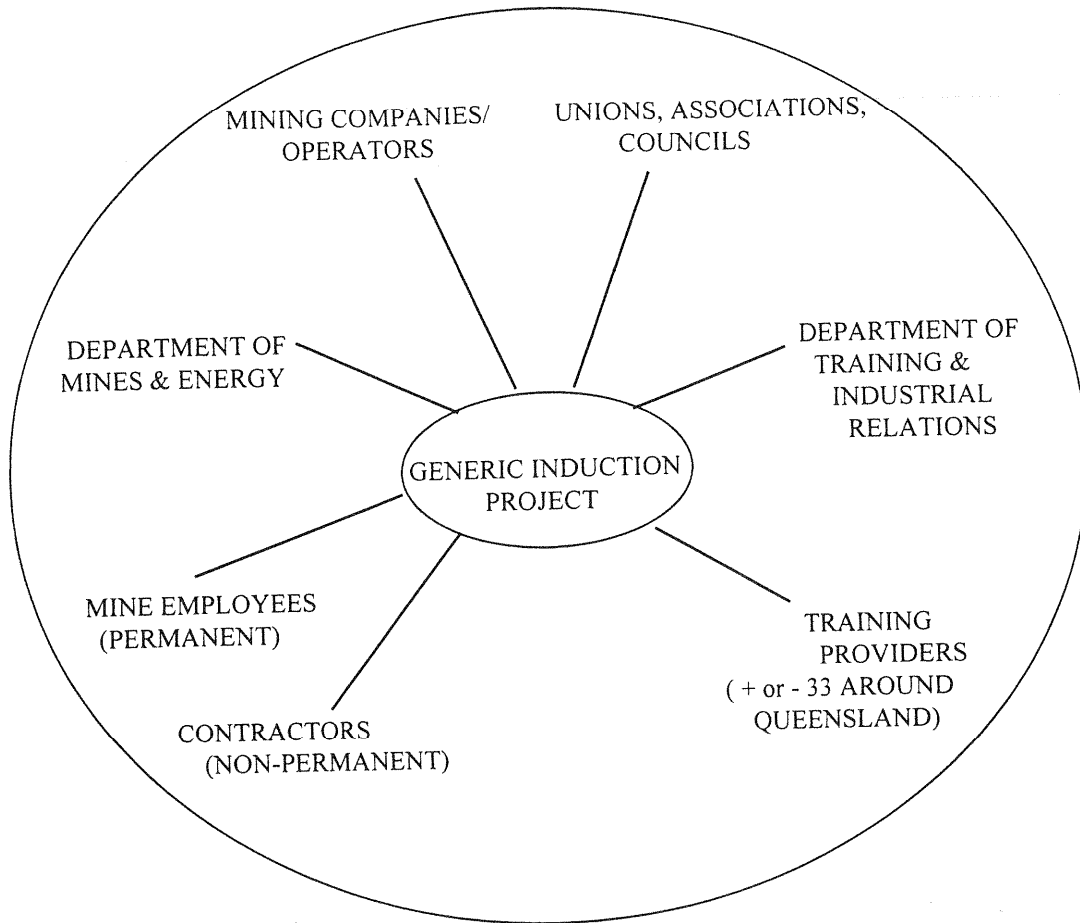 MINING COMPANIES/
OPERATORS
UNIONS, ASSOCIATIONS,
COUNCILS
DEPARTMENT OF
MINES & ENERGY
DEPARTMENT OF
TRAINING &
INDUSTRIAL
RELATIONS
GENERIC INDUCTION
PROJECT
MINE EMPLOYEES
(PERMANENT)
TRAINING
PROVIDERS
( + or - 33 AROUND
QUEENSLAND)
CONTRACTORS
(NON-PERMANENT)